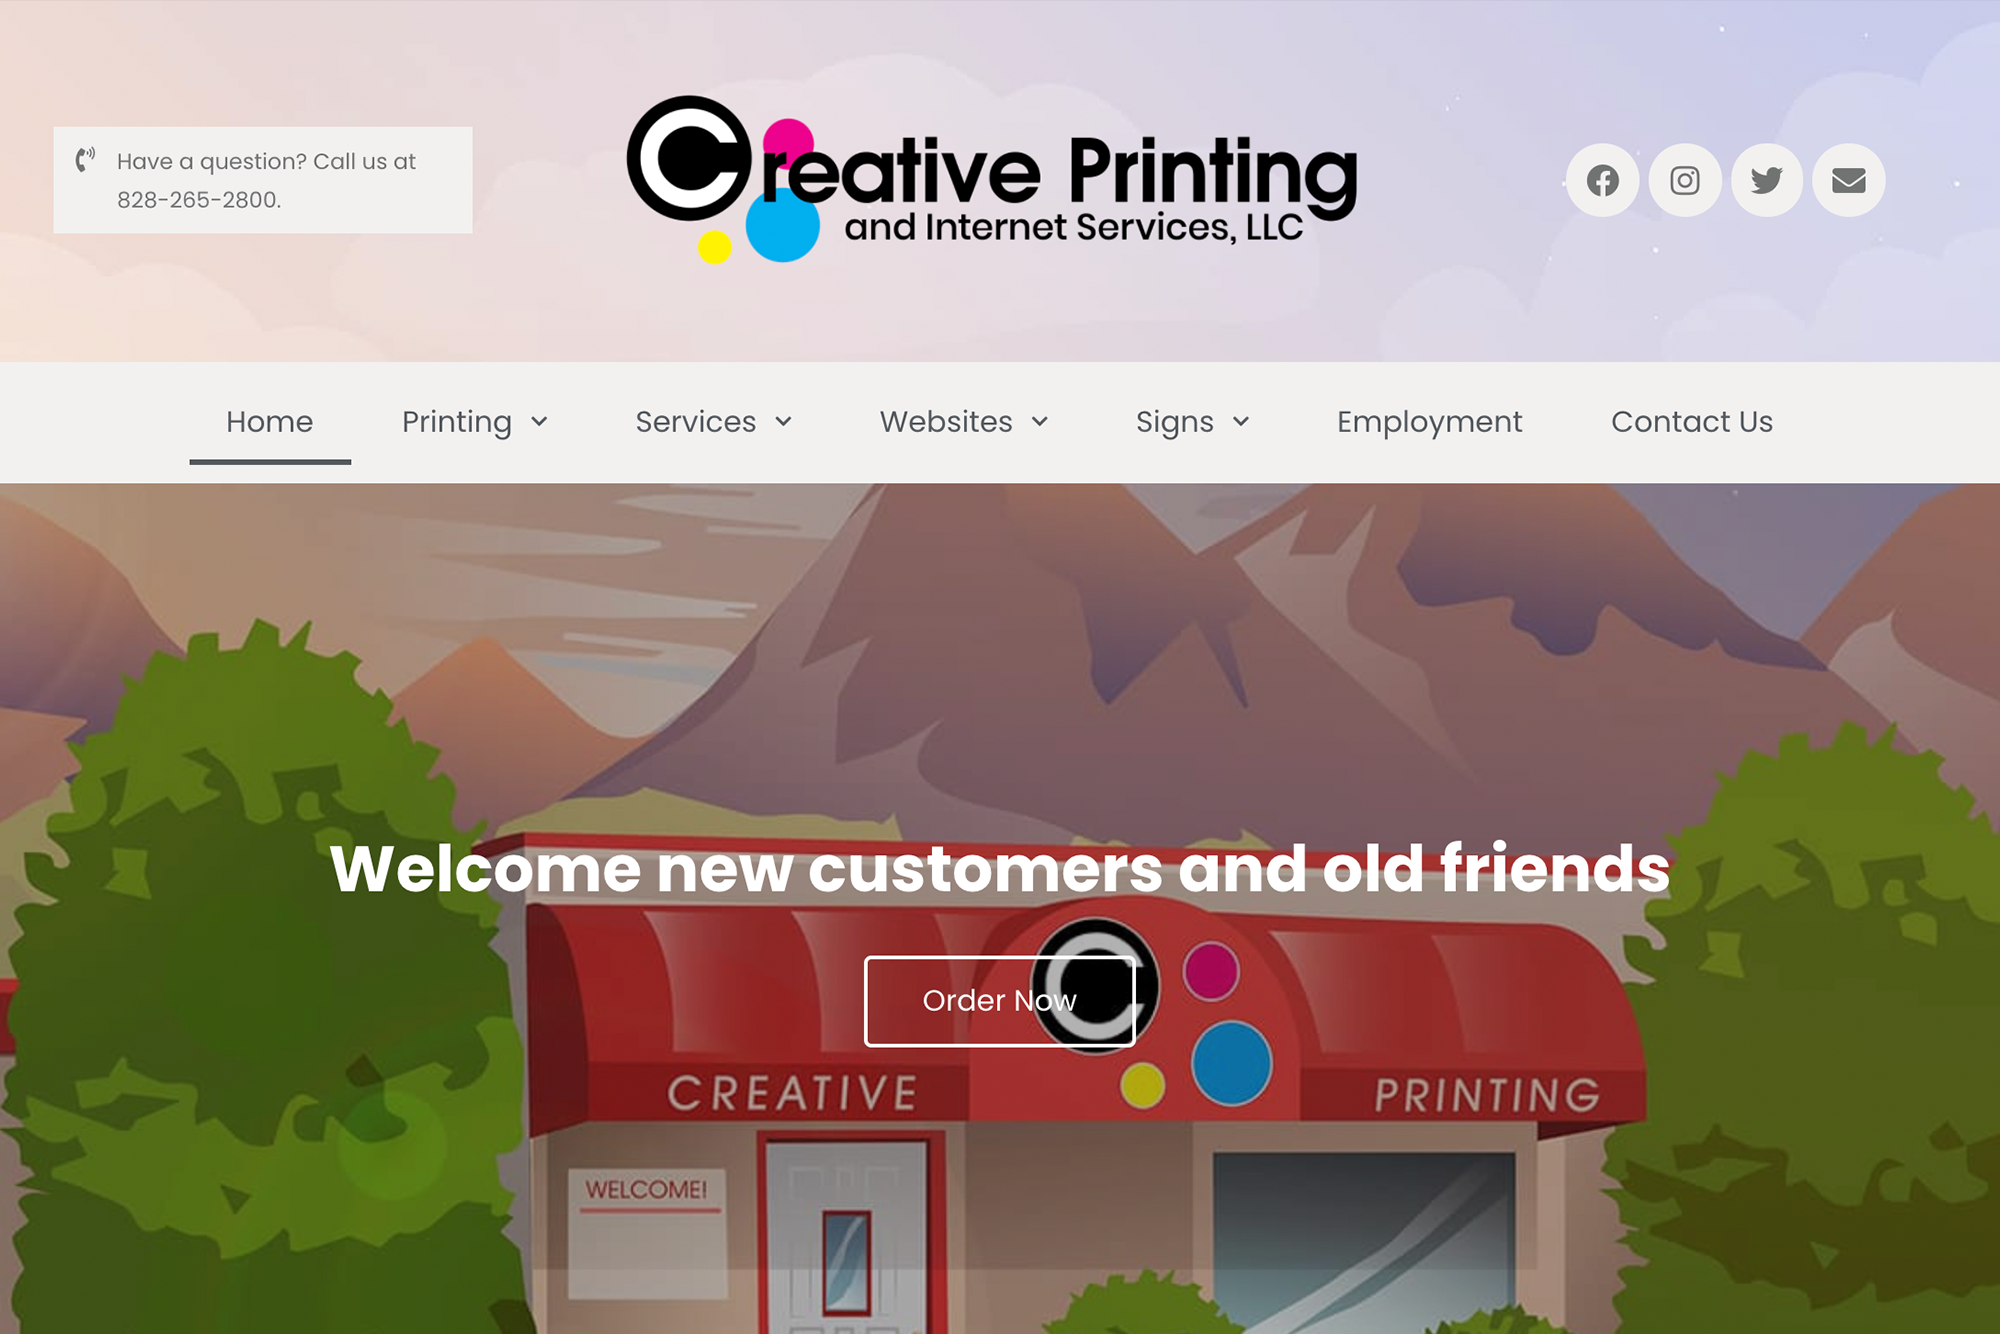 Have a question? Call us at
828-265-2800.
Creative Printing
and Internet Services, LLC
Home
Printing
Services
Websites
Signs
Employment
Contact Us
Welcome new customers and old friends
Order Now
C
CREATIVE
PRINTING
WELCOME!